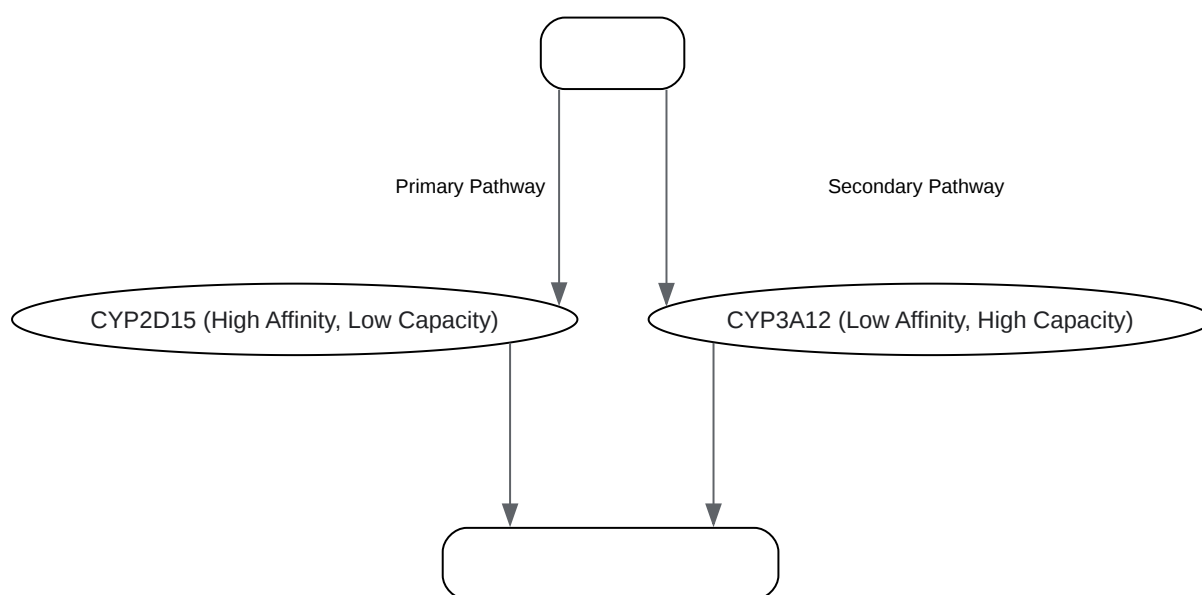 Primary Pathway
Secondary Pathway
CYP2D15 (High Affinity, Low Capacity)
CYP3A12 (Low Affinity, High Capacity)